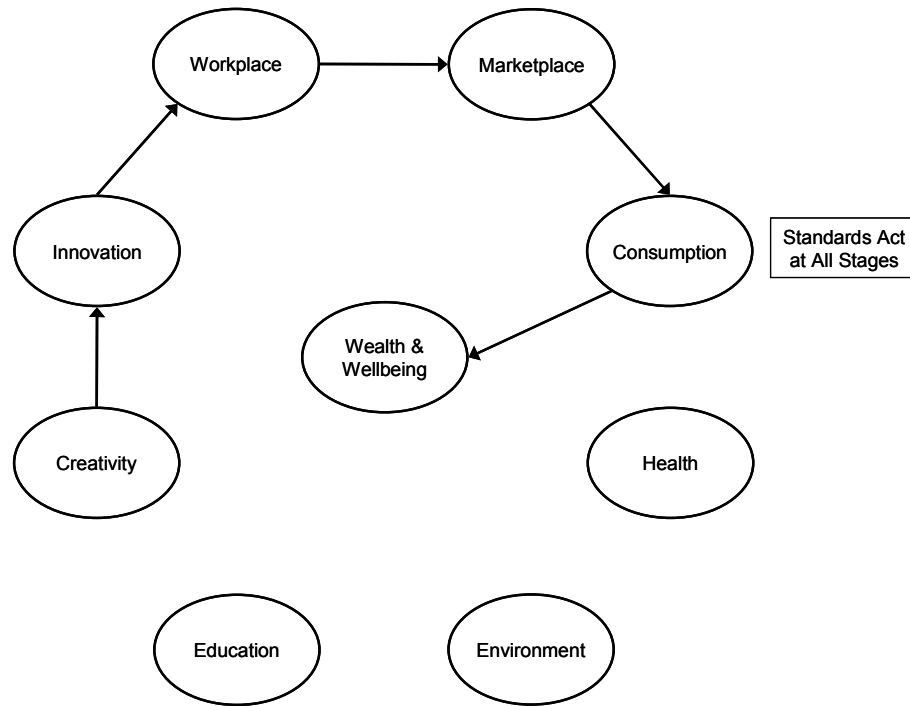 Workplace
Marketplace
Innovation
Consumption
Standards Act
at All Stages
Wealth &
Wellbeing
Creativity
Health
Education
Environment